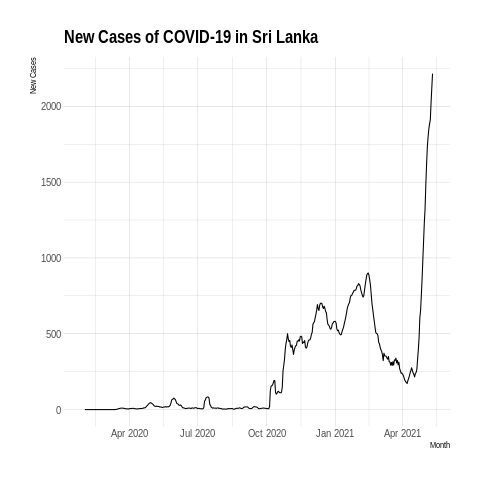 New Cases of COVID-19 in Sri Lanka
New Cases
2000
1500
1000
500
0
Apr 2020 Jul 2020 Oct 2020 Jan 2021 Apr 2021
Month